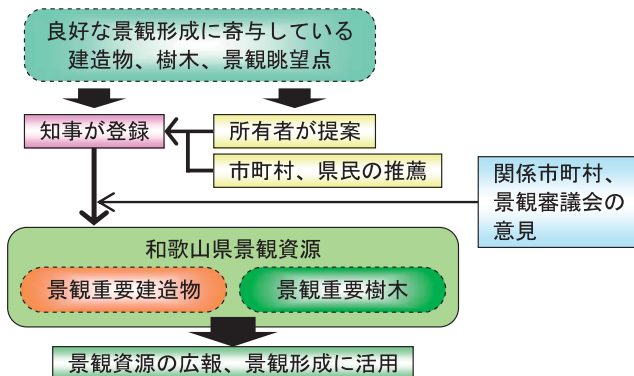 良好な景観形成に寄与している
建造物、樹木、景観眺望点
知事が登録
所有者が提案
市町村、県民の推薦
関係市町村、
景観審議会の
意見
和歌山県景観資源
景観重要建造物
景観重要樹木
景観資源の広報、景観形成に活用